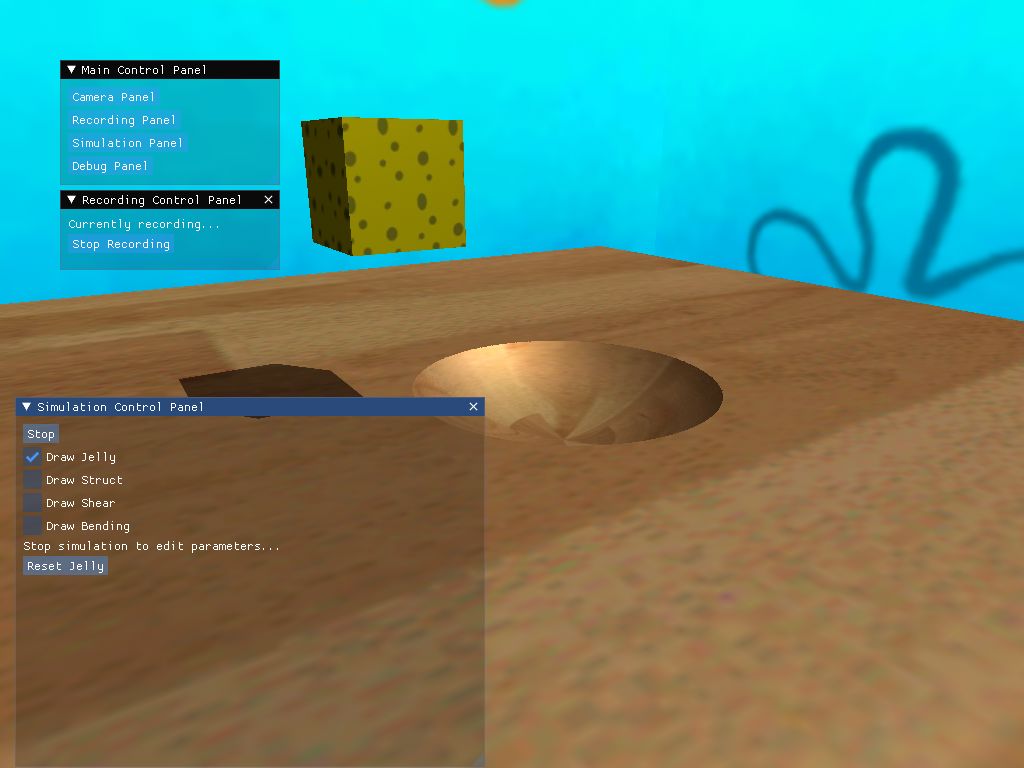 Main Control Panel
Camera Panel
Recording Panel
Simulation Panel
Debug Panel
Recording Control Panel
Currently recording...
Stop Recording
Simulation Control Panel
Stop
Draw Jelly
Draw Struct
Draw Shear
Draw Bending
Stop simulation to edit parameters...
Reset Jelly